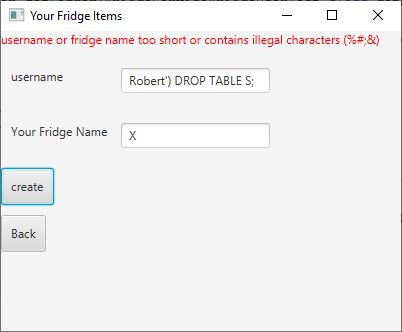 Your Fridge Items
username or fridge name too short or contains illegal characters (%#;&)
username
Robert') DROP TABLE S;
Your Fridge Name
X
create
Back